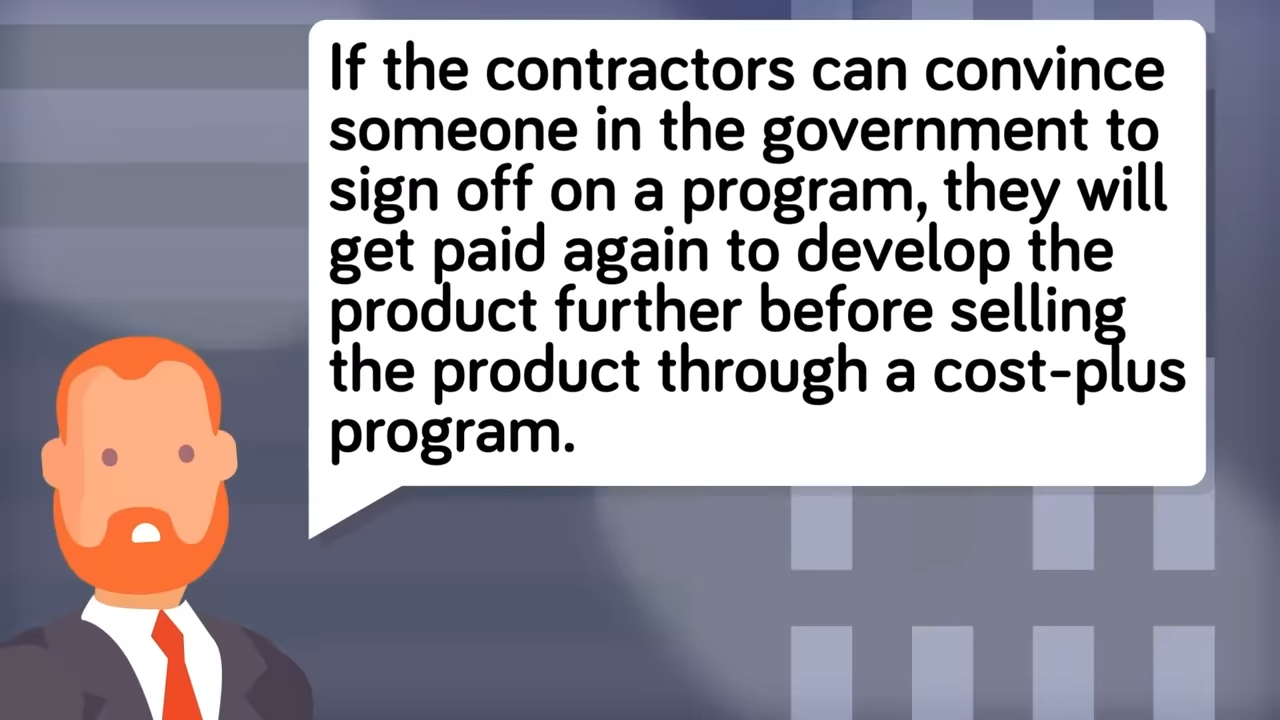 If the contractors can convince
someone in the government to
sign off on a program, they will
get paid again to develop the
product further before selling
the product through a cost-plus
program.